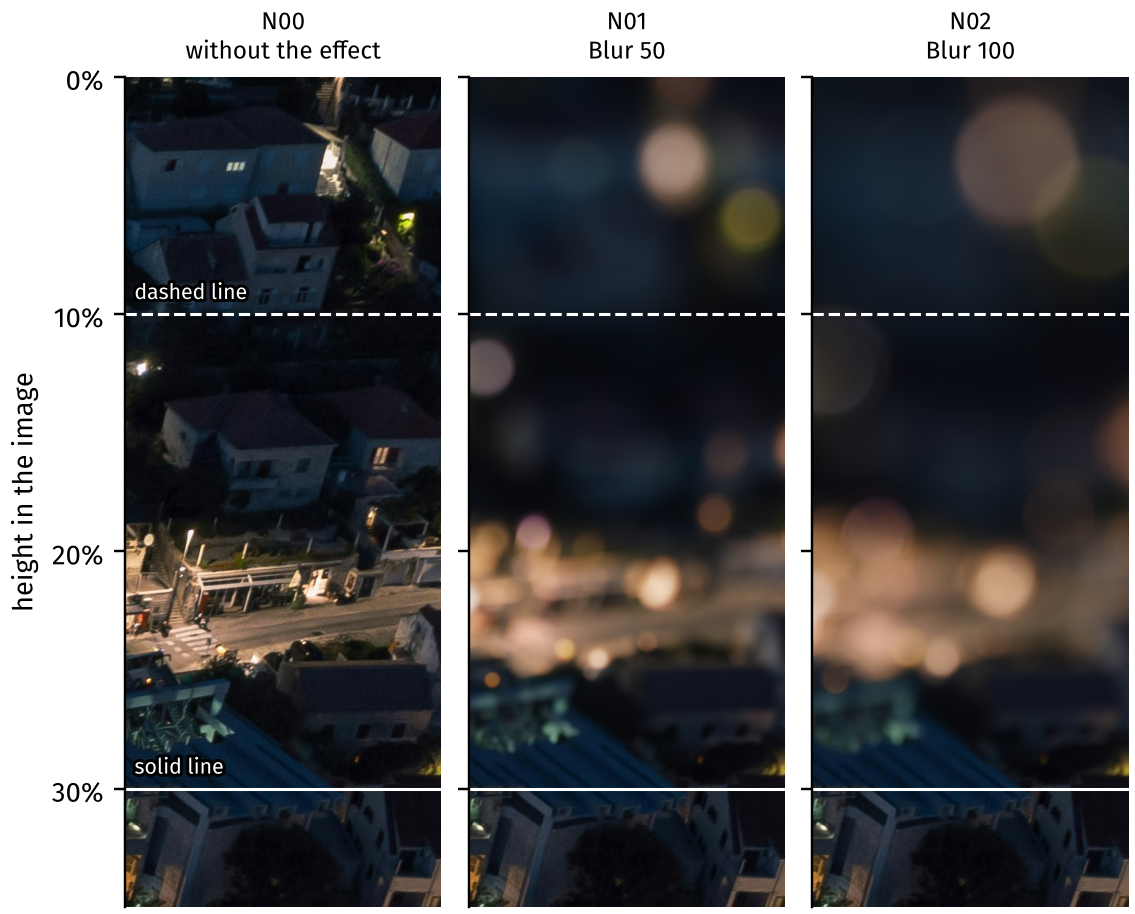 N00
without the effect
N01
Blur 50
N02
Blur 100
0%
10%
20%
30%
height in the image
dashed line
solid line